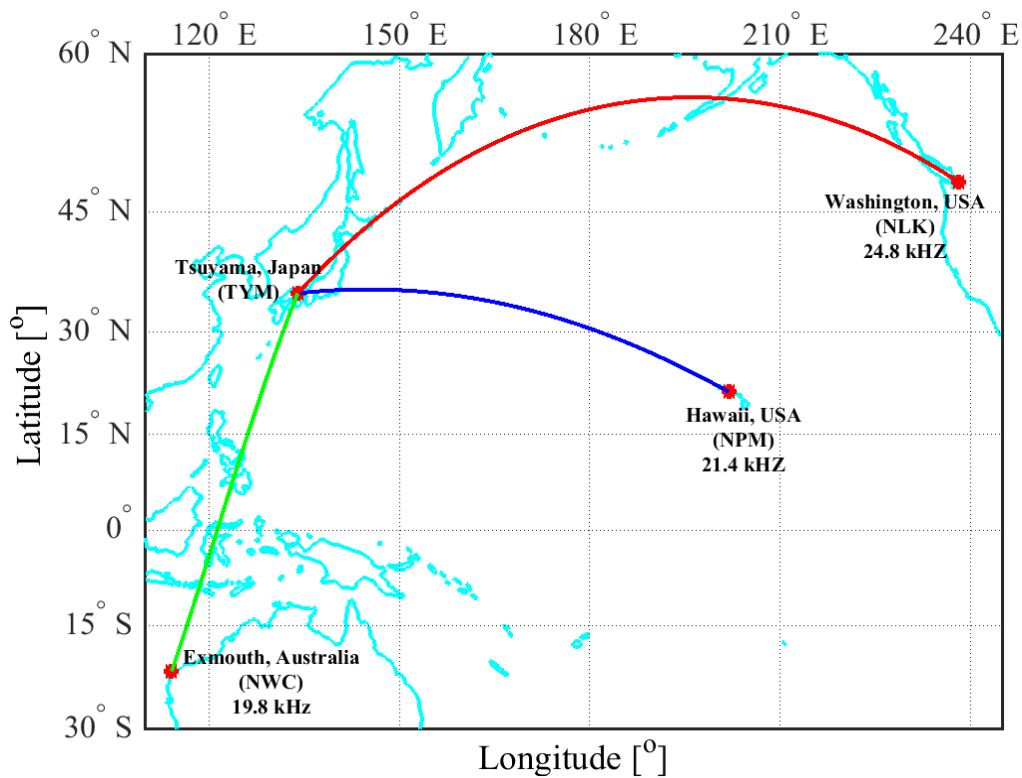 120° E 150° E 180° E 210° E 240° E
60° N
45° N
30° N
15° N
0°
15° S
30° S
Latitude [°]
Longitude [°]
Washington, USA
(NLK)
24.8 kHZ
Tsuyama, Japan
(TYM)
Hawaii, USA
(NPM)
21.4 kHZ
Exmouth, Australia
(NWC)
19.8 kHz